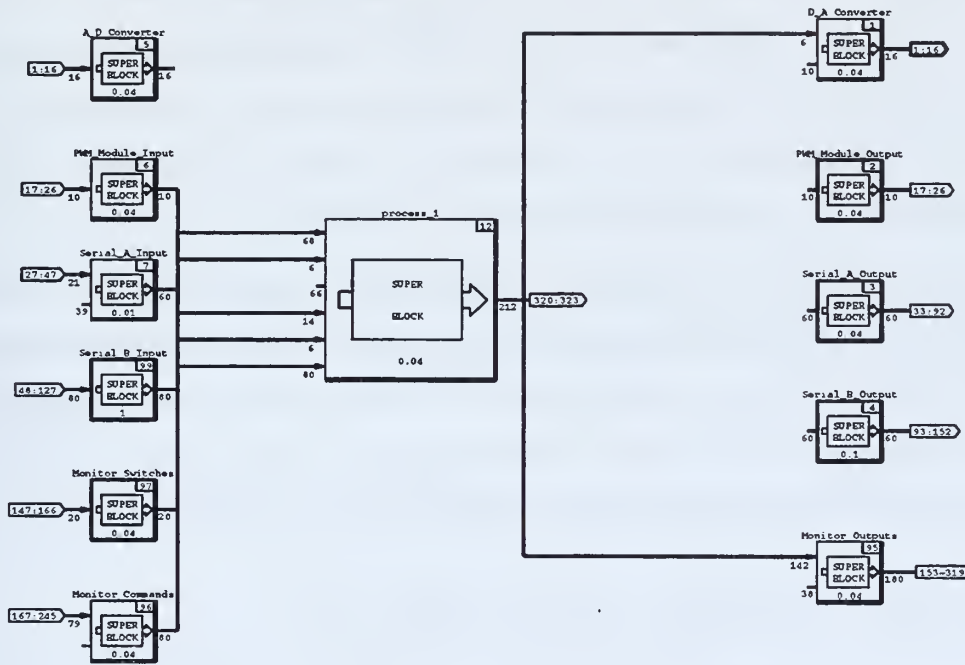 A_D_Converter
5
SUPER
BLOCK
1:16
16
16
0.04
PWM_Module_Input
6
SUPER
BLOCK
17:26
10
10
0.04
Serial_A_Input
7
SUPER
BLOCK
27:47
21
39
60
0.01
Serial_B_Input
99
SUPER
BLOCK
48:127
80
80
1
Monitor_Switches
97
SUPER
BLOCK
147:166
20
20
0.04
Monitor_Commands
96
SUPER
BLOCK
167:245
79
80
0.04
process_1
12
68
6
66
14
6
80
SUPER
BLOCK
0.04
212
320:323
D_A_Converter
1
SUPER
BLOCK
6
10
16
1:16
0.04
PWM_Module_Output
2
SUPER
BLOCK
10
10
17:26
0.04
Serial_A_Output
3
SUPER
BLOCK
60
60
33:92
0.04
Serial_B_Output
4
SUPER
BLOCK
60
60
93:152
0.1
Monitor_Outputs
95
SUPER
BLOCK
142
38
180
153-319
0.04